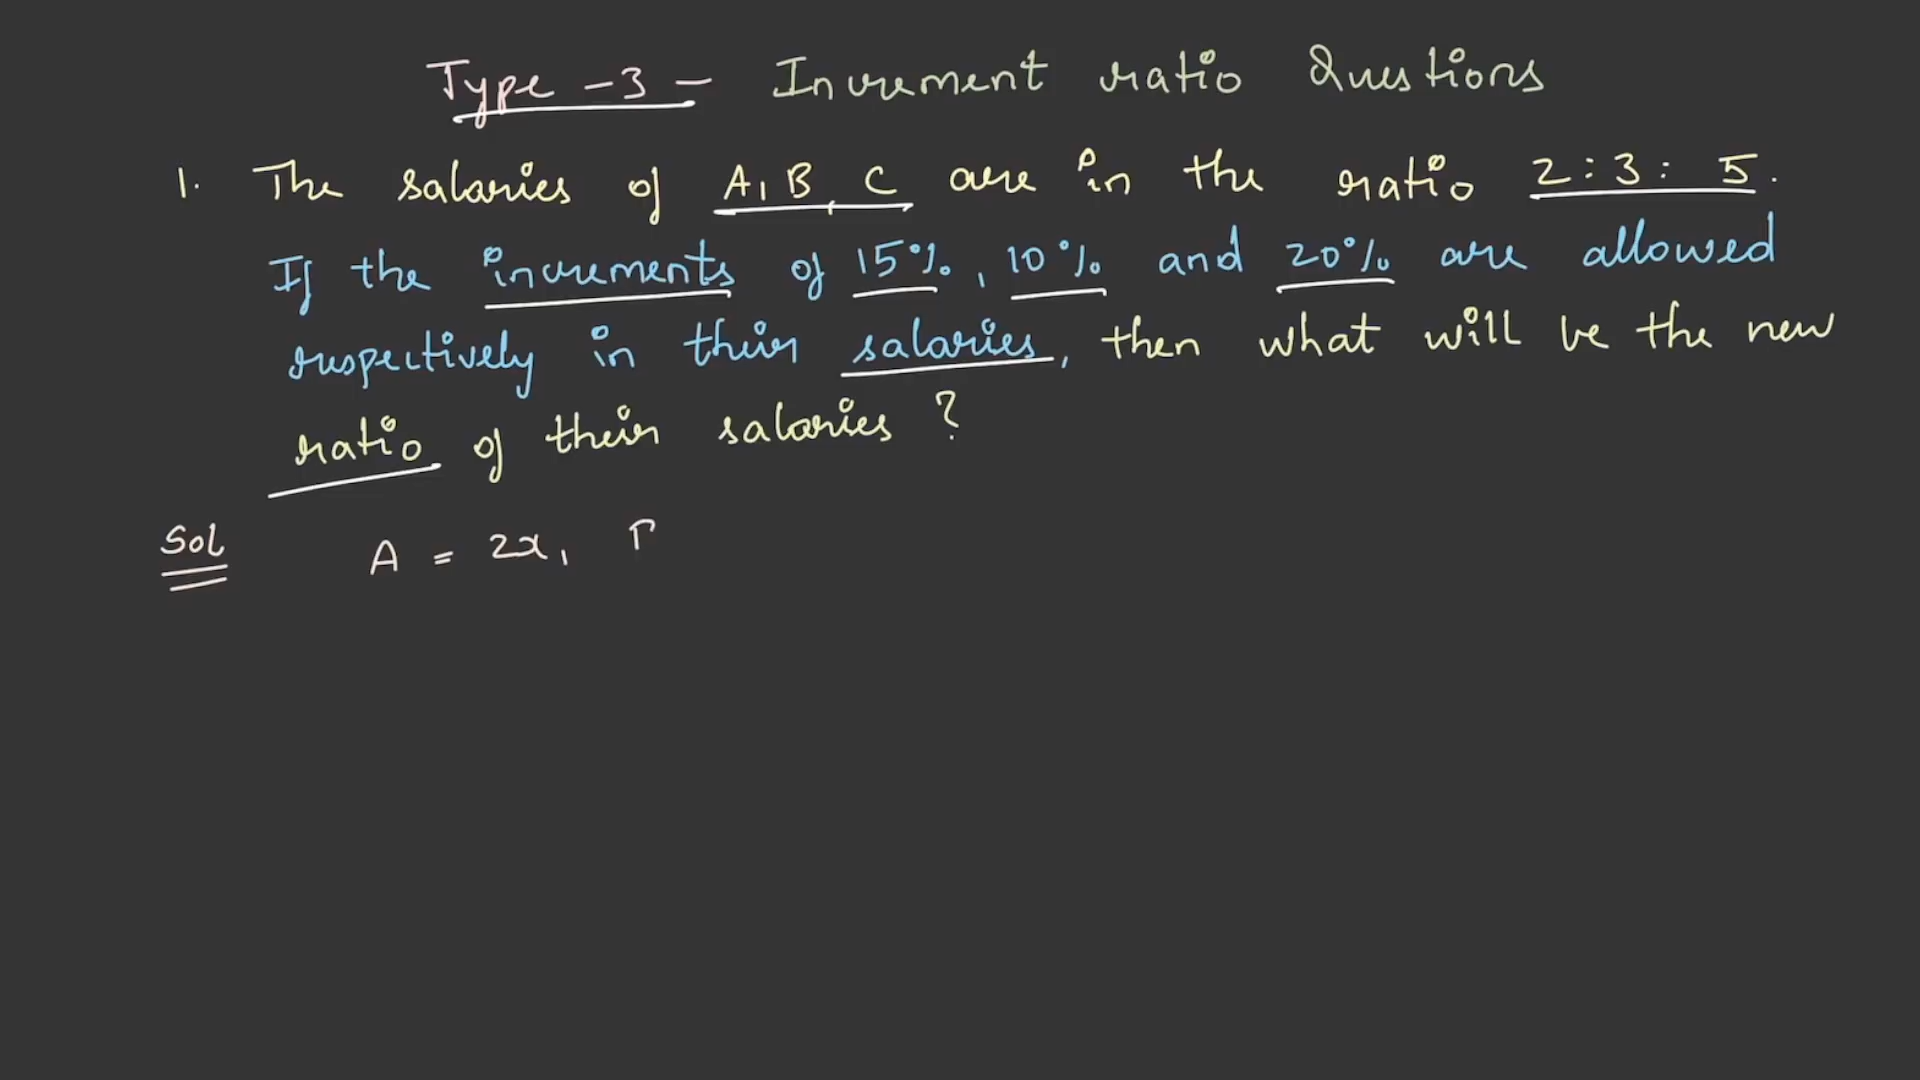 Type - 3 - Increment ratio Questions
1. The salaries of A, B, C are in the ratio 2 : 3 : 5.
If the increments of 15%, 10% and 20% are allowed
respectively in their salaries, then what will be the new
ratio of their salaries ?
Sol A = 2x,